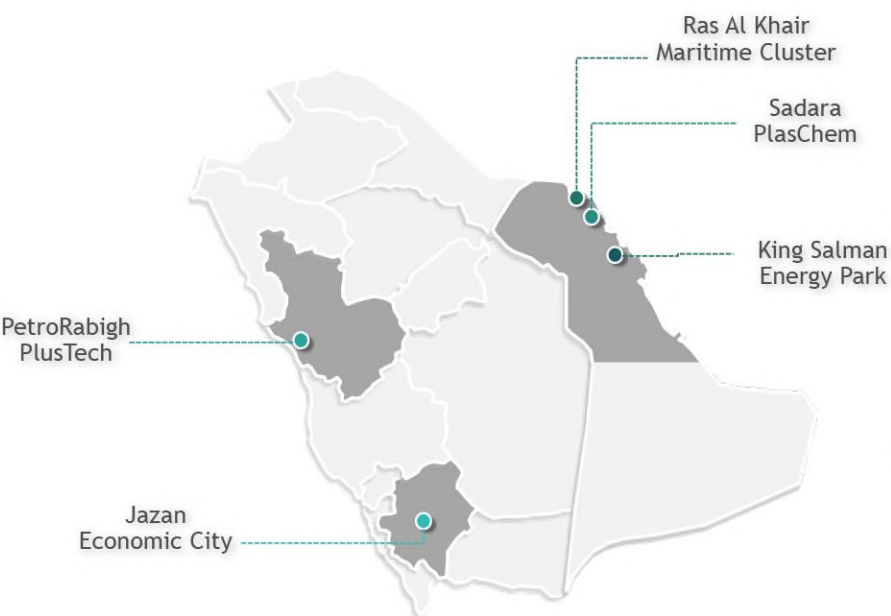 Ras Al Khair
Maritime Cluster
Sadara
PlasChem
King Salman
Energy Park
PetroRabigh
PlusTech
Jazan
Economic City